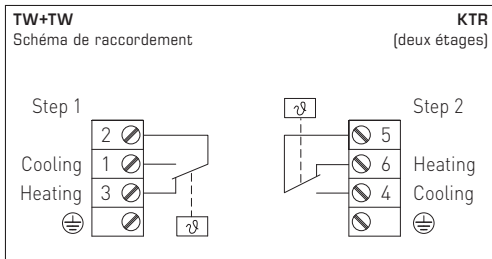 TW+TW KTR
Schéma de raccordement (deux étages)
Step 1 ϑ Step 2
2 5
Cooling 1 6 Heating
Heating 3 4 Cooling
ϑ